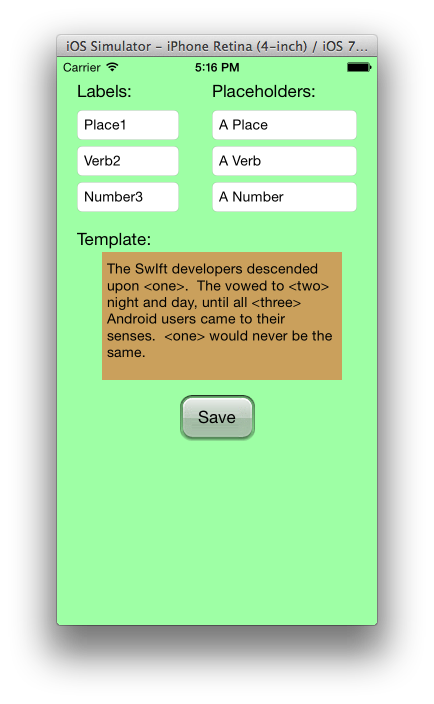 iOS Simulator - iPhone Retina (4-inch) / iOS 7...
Carrier 5:16 PM
Labels: Placeholders:
Place1 A Place
Verb2 A Verb
Number3 A Number
Template:
The SwIft developers descended
upon <one>.  The vowed to <two>
night and day, until all <three>
Android users came to their
senses.  <one> would never be the
same.
Save